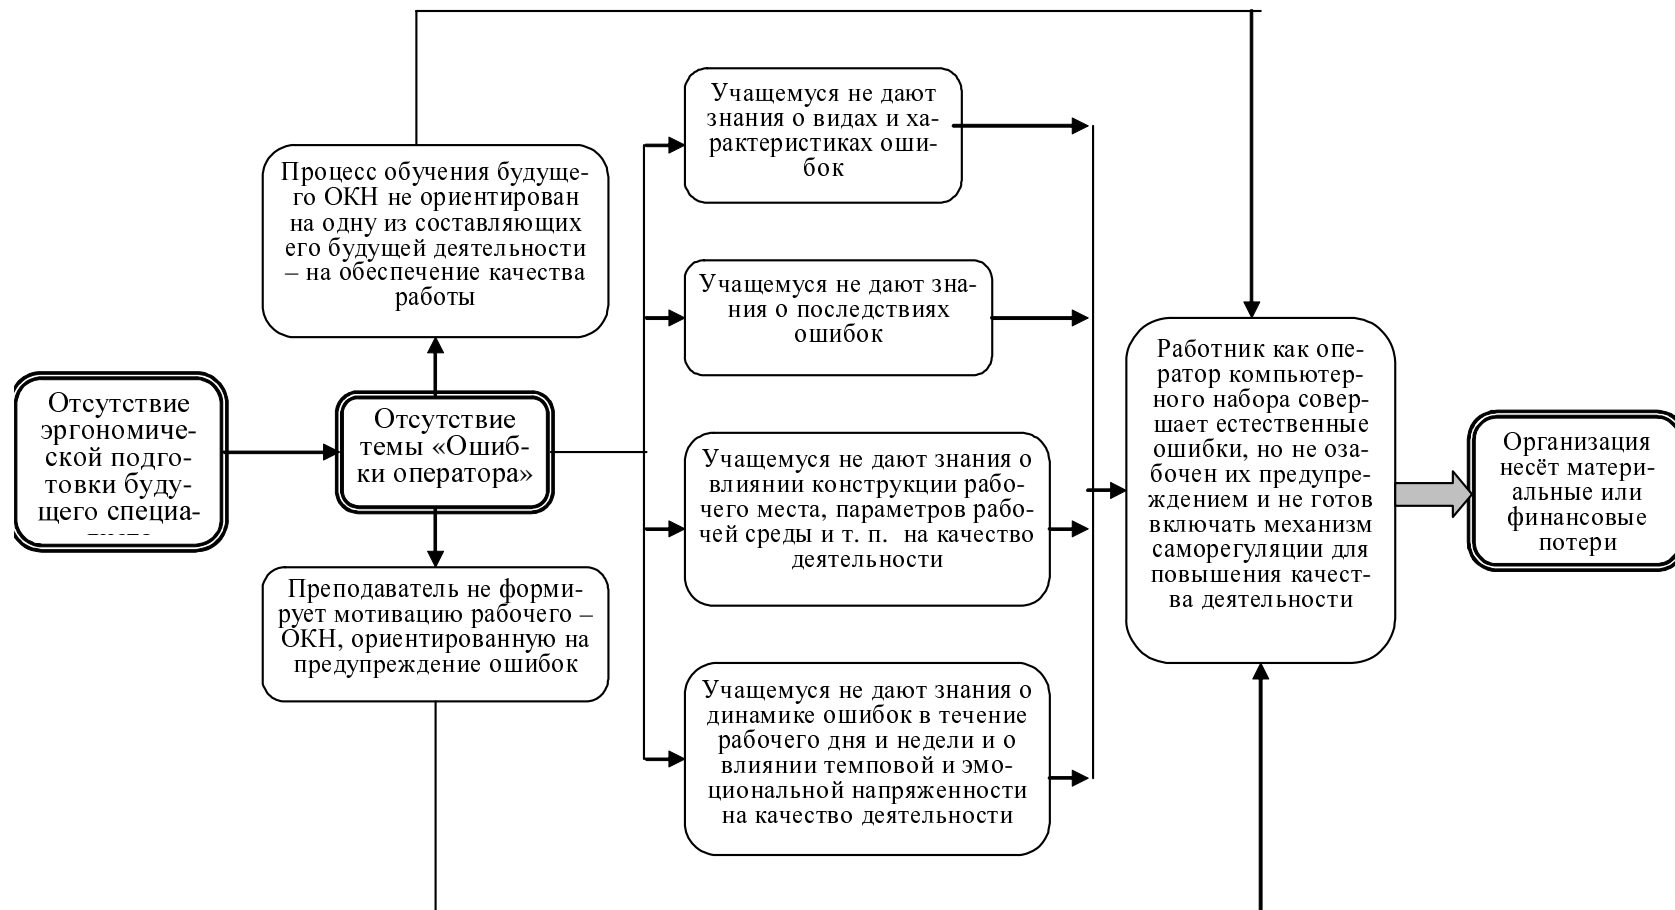 Отсутствие
эргономиче-
ской подго-
товки буду-
щего специа-
Процесс обучения будуще-
го ОКН не ориентирован
на одну из составляющих
его будущей деятельности
– на обеспечение качества
работы
Отсутствие
темы «Ошиб-
ки оператора»
Преподаватель не форми-
рует мотивацию рабочего –
ОКН, ориентированную на
предупреждение ошибок
Учащемуся не дают
знания о видах и ха-
рактеристиках оши-
бок
Учащемуся не дают зна-
ния о последствиях
ошибок
Учащемуся не дают знания о
влиянии конструкции рабо-
чего места, параметров рабо-
чей среды и т. п. на качество
деятельности
Учащемуся не дают знания о
динамике ошибок в течение
рабочего дня и недели и о
влиянии темповой и эмо-
циональной напряженности
на качество деятельности
Работник как опе-
ратор компьютер-
ного набора совер-
шает естественные
ошибки, но не оза-
бочен их предупре-
ждением и не готов
включать механизм
саморегуляции для
повышения качест-
ва деятельности
Организация
несёт матери-
альные или
финансовые
потери